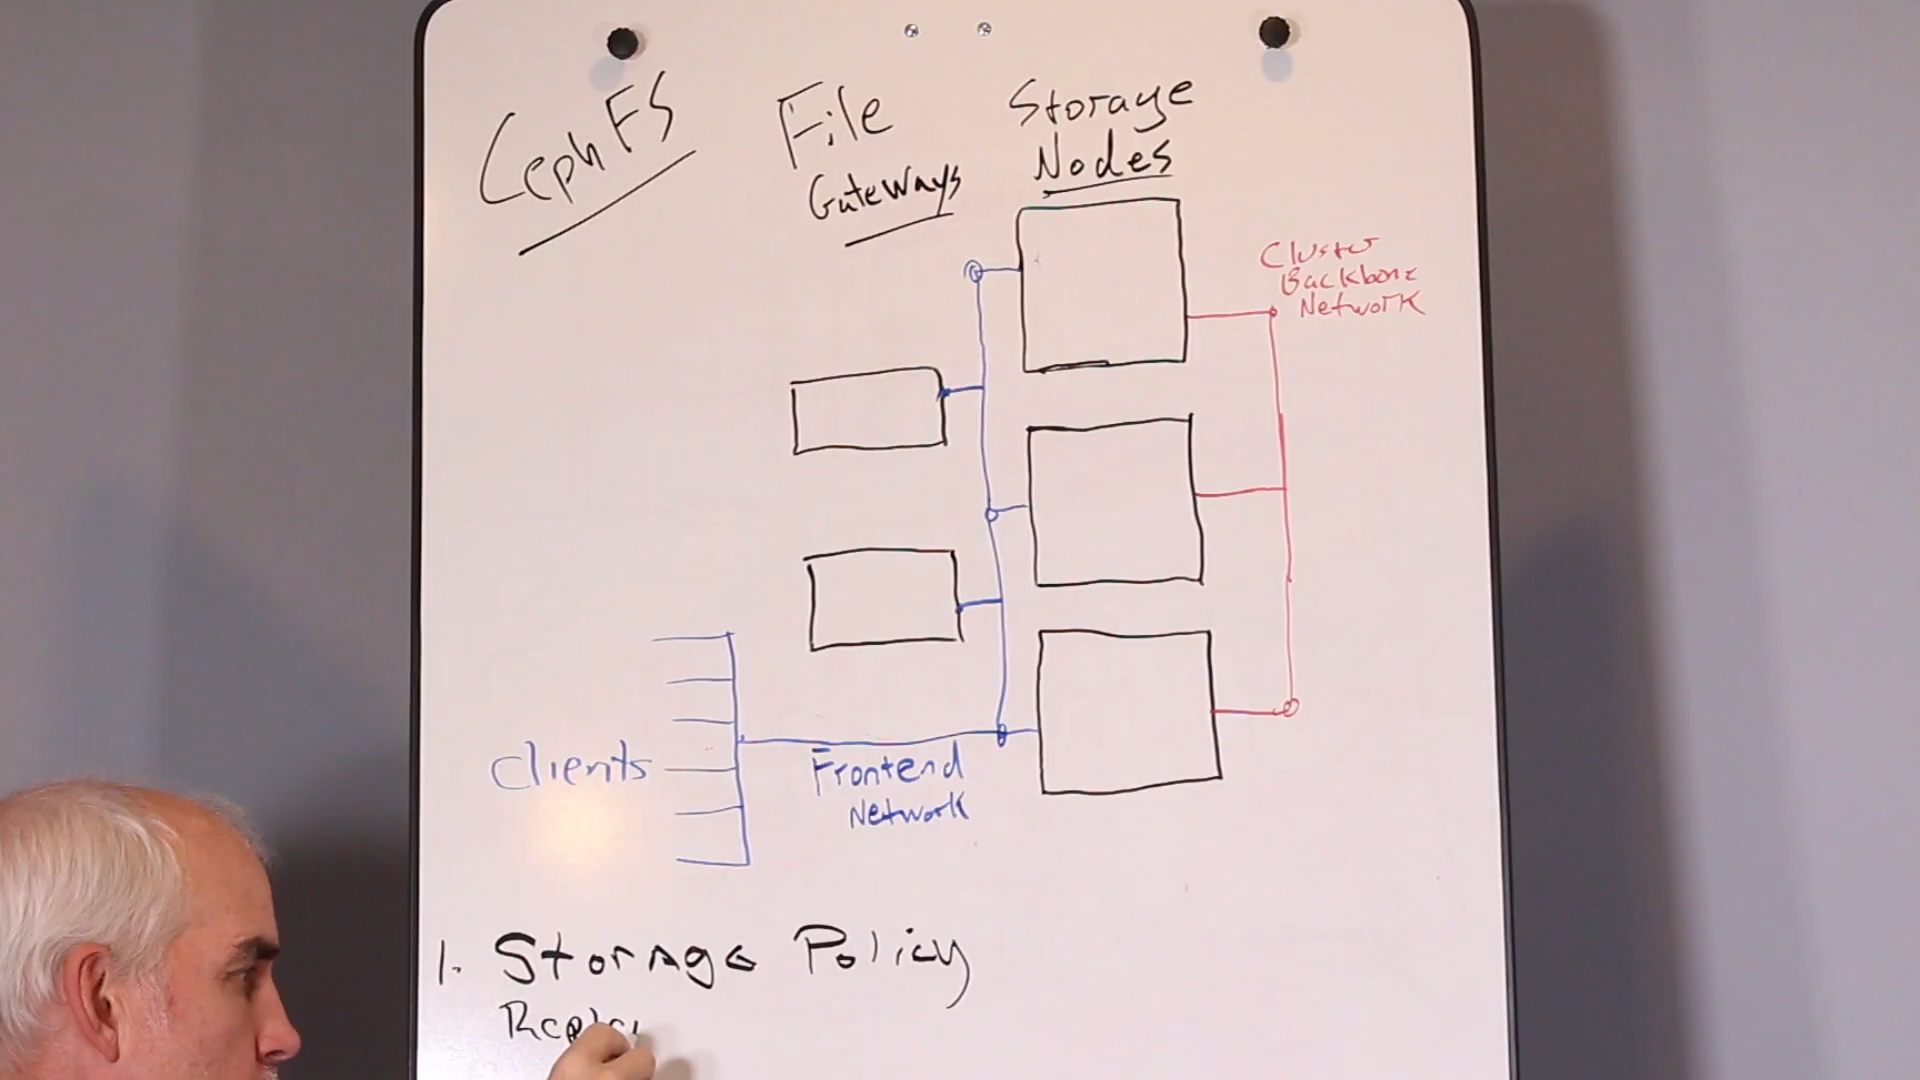 CephFS
File
Gateways
Storage
Nodes
Cluster
Backbone
Network
Clients
Frontend
Network
1. Storage Policy